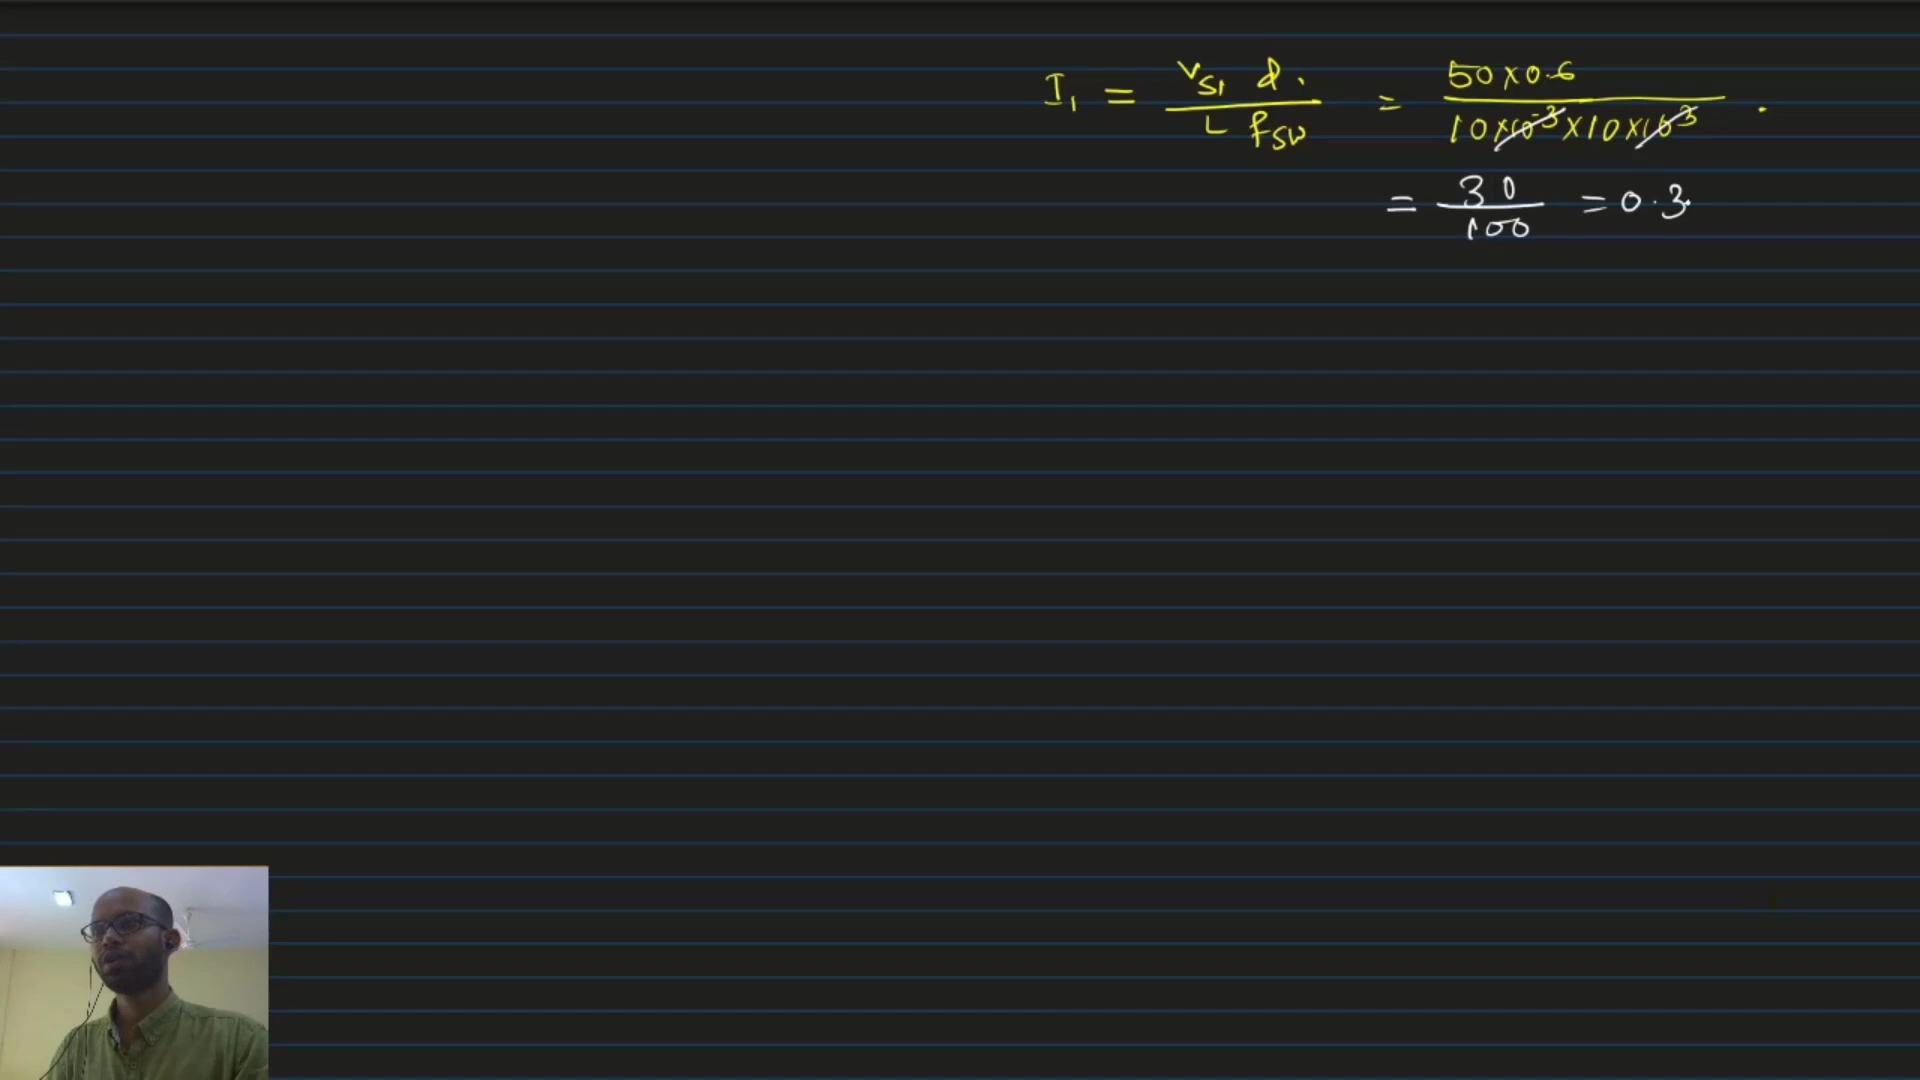 I₁ = V_S1 d. / L f_SW = 50×0.6 / 10×10⁻³×10×10³ .
= 30 / 100 = 0.3.